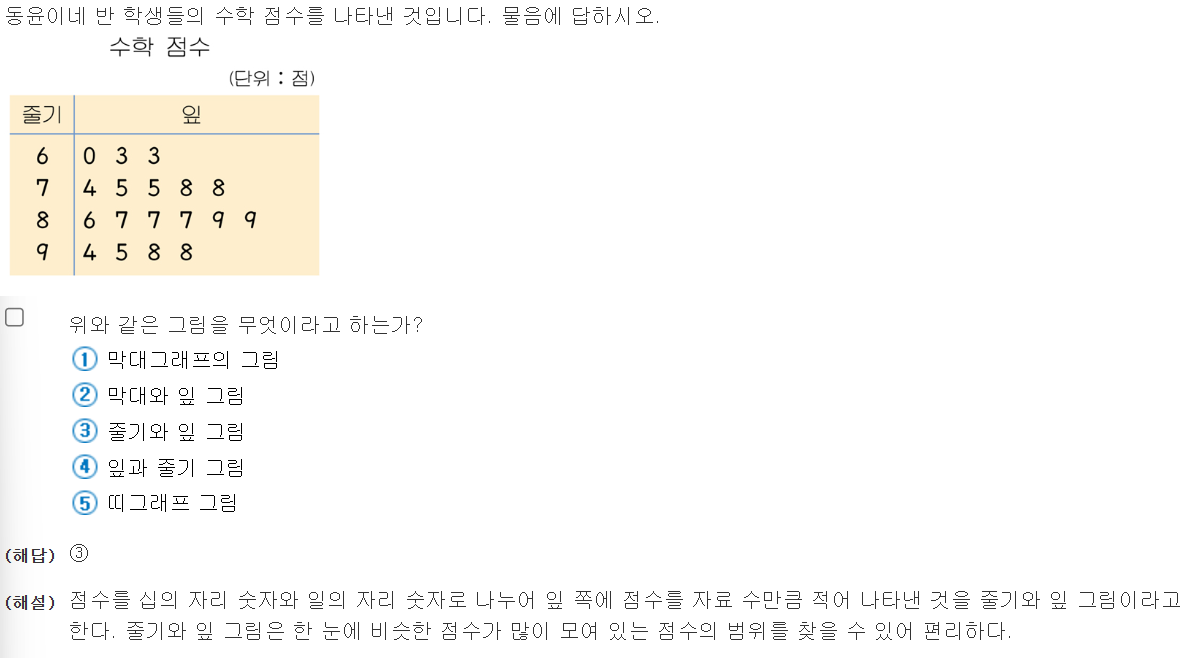 동윤이네 반 학생들의 수학 점수를 나타낸 것입니다. 물음에 답하시오.
수학 점수
(단위 : 점)
줄기 잎
6 0 3 3
7 4 5 5 8 8
8 6 7 7 7 9 9
9 4 5 8 8
위와 같은 그림을 무엇이라고 하는가?
① 막대그래프의 그림
② 막대와 잎 그림
③ 줄기와 잎 그림
④ 잎과 줄기 그림
⑤ 띠그래프 그림
(해답) ③
(해설) 점수를 십의 자리 숫자와 일의 자리 숫자로 나누어 잎 쪽에 점수를 자료 수만큼 적어 나타낸 것을 줄기와 잎 그림이라고
한다. 줄기와 잎 그림은 한 눈에 비슷한 점수가 많이 모여 있는 점수의 범위를 찾을 수 있어 편리하다.